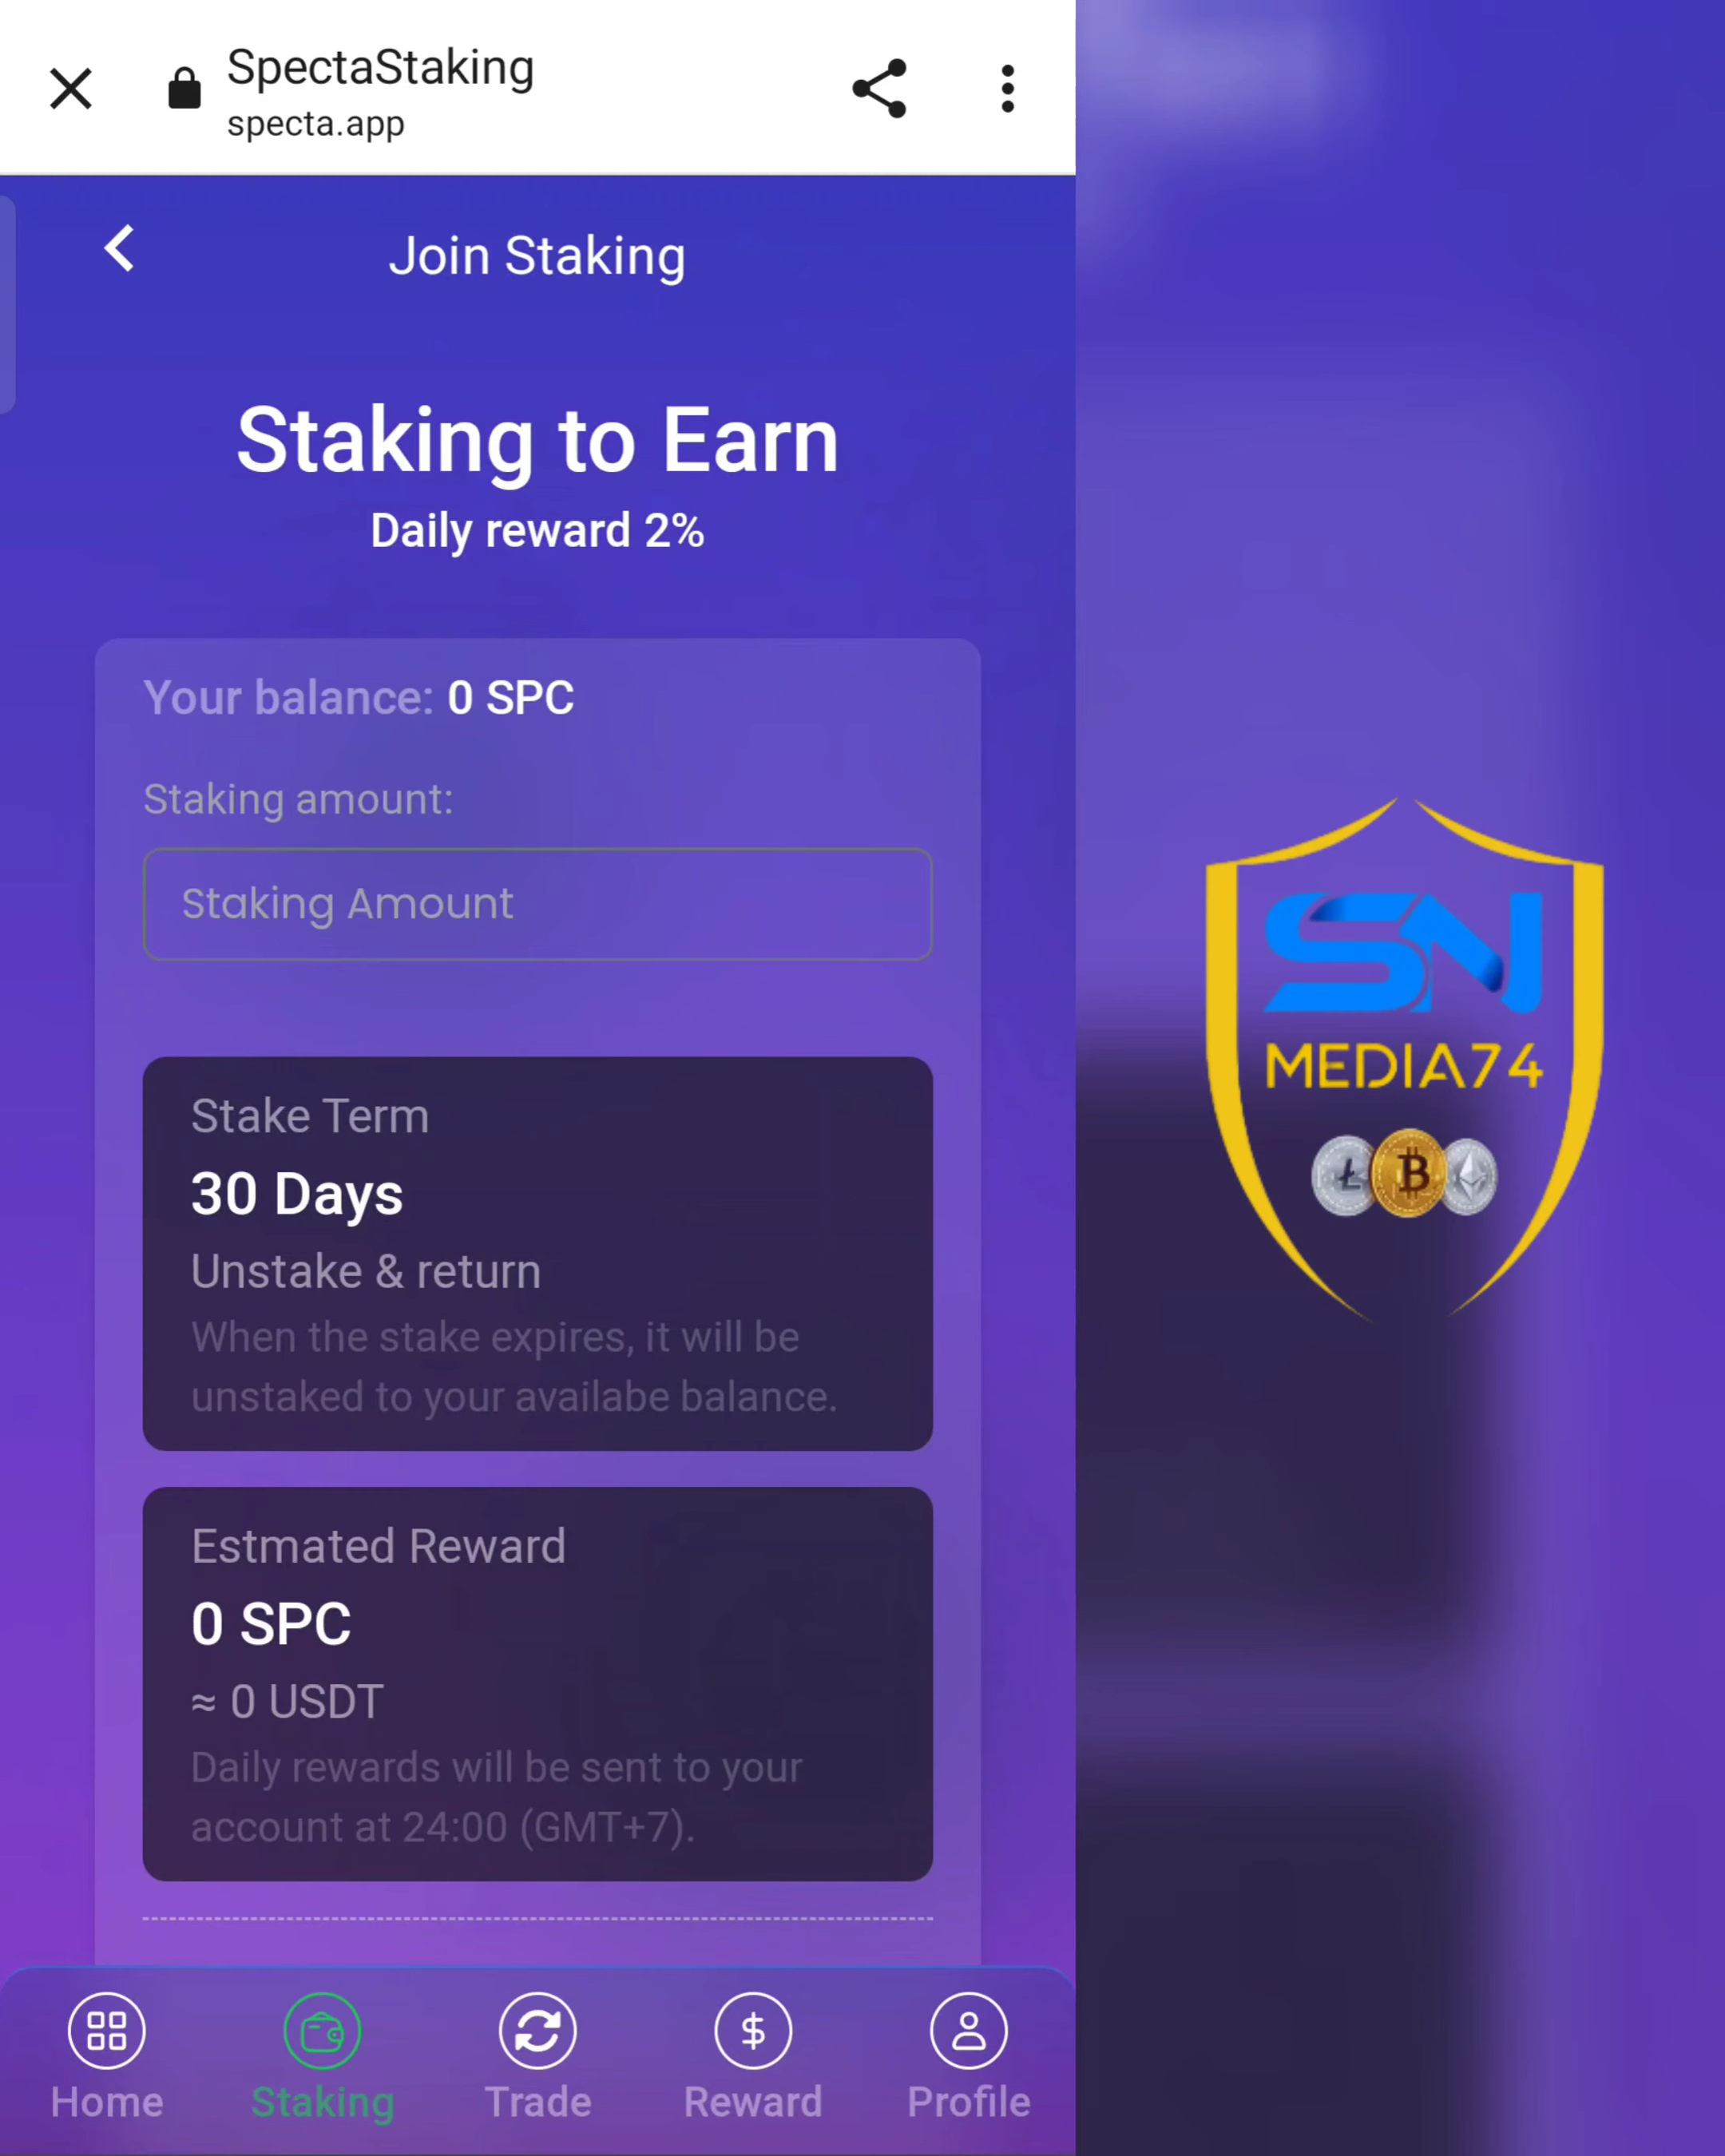 SpectaStaking
specta.app
Join Staking
Staking to Earn
Daily reward 2%
Your balance: 0 SPC
Staking amount:
Staking Amount
Stake Term
30 Days
Unstake & return
When the stake expires, it will be
unstaked to your availabe balance.
Estmated Reward
0 SPC
≈ 0 USDT
Daily rewards will be sent to your
account at 24:00 (GMT+7).
Home Staking Trade Reward Profile
SN
MEDIA74